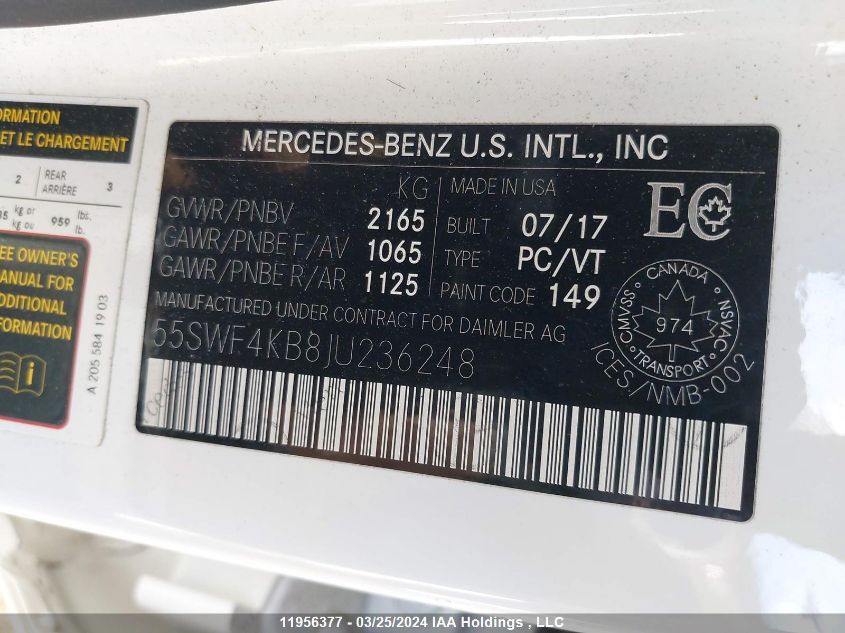 ORMATION
ET LE CHARGEMENT
2 REAR ARRIÈRE 3
kg or kg ou 959 lbs. lb.
EE OWNER'S
MANUAL FOR
DDITIONAL
FORMATION
A 205 584 19 03
MERCEDES-BENZ U.S. INTL., INC
KG
GVWR/PNBV 2165
GAWR/PNBE F/AV 1065
GAWR/PNBE R/AR 1125
MADE IN USA
BUILT 07/17
TYPE PC/VT
PAINT CODE 149
EC
CANADA
CMVSS NSVAC
974
TRANSPORT
ICES/NMB-002
MANUFACTURED UNDER CONTRACT FOR DAIMLER AG
55SWF4KB8JU236248
11956377 - 03/25/2024 IAA Holdings , LLC